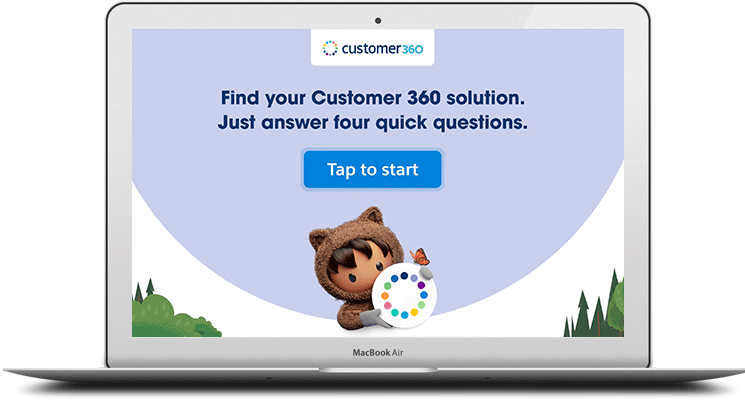 customer360
Find your Customer 360 solution.
Just answer four quick questions.
Tap to start
MacBook Air